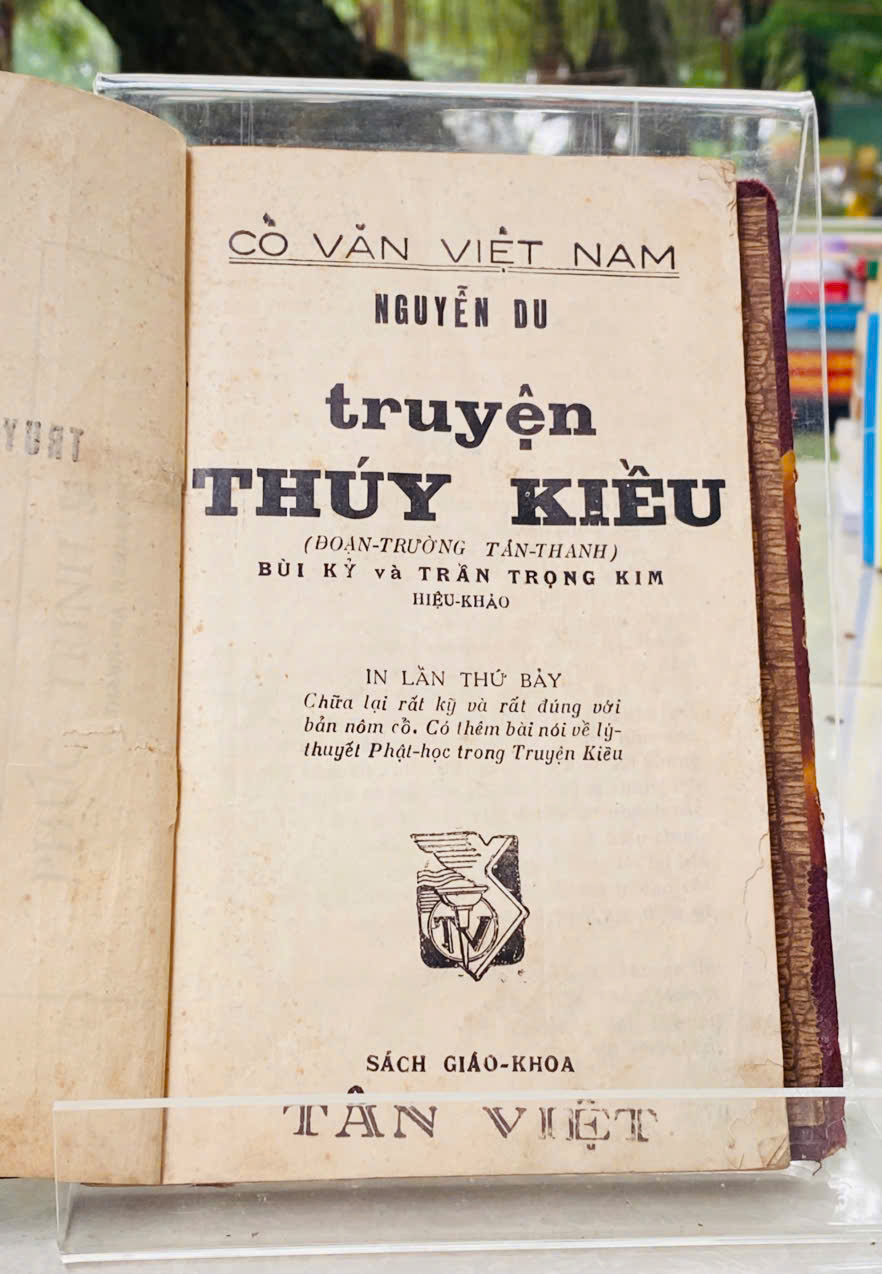 CỔ VĂN VIỆT NAM
NGUYỄN DU
truyện
THÚY KIỀU
(ĐOẠN-TRƯỜNG TÂN-THANH)
BÙI KỶ và TRẦN TRỌNG KIM
HIỆU-KHẢO
IN LẦN THỨ BẢY
Chữa lại rất kỹ và rất đúng với
bản nôm cổ. Có thêm bài nói về lý-
thuyết Phật-học trong Truyện Kiều
TV
SÁCH GIÁO-KHOA
TÂN VIỆT